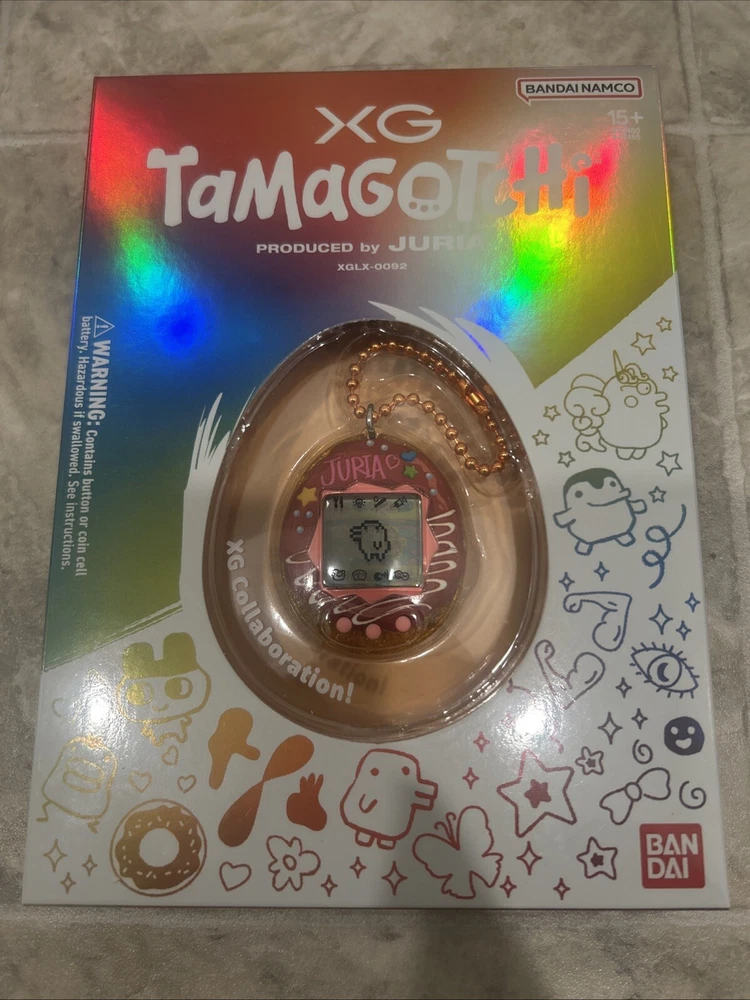 BANDAI NAMCO
XG
15+
TaMaGoTcHi
PRODUCED by JURIA
XGLX-0092
WARNING: Contains button or coin cell
battery. Hazardous if swallowed. See instructions.
JURIA
XG Collaboration!
BAN
DAI